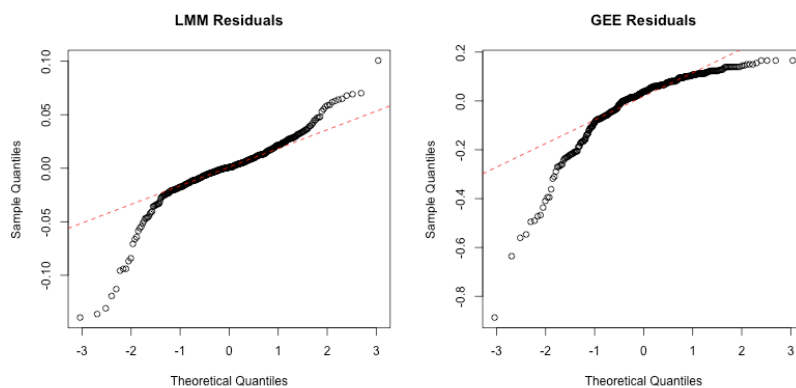 LMM Residuals
Sample Quantiles
0.10
0.05
0.00
-0.05
-0.10
-3 -2 -1 0 1 2 3
Theoretical Quantiles
GEE Residuals
Sample Quantiles
0.2
0.0
-0.2
-0.4
-0.6
-0.8
-3 -2 -1 0 1 2 3
Theoretical Quantiles